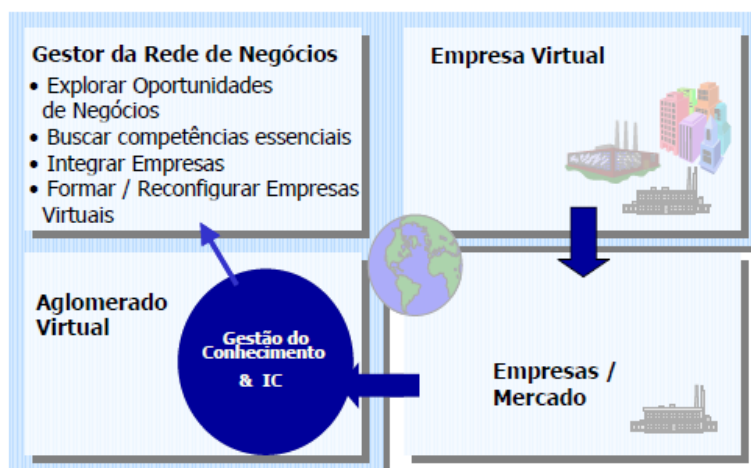 Gestor da Rede de Negócios
• Explorar Oportunidades
de Negócios
• Buscar competências essenciais
• Integrar Empresas
• Formar / Reconfigurar Empresas
Virtuais
Empresa Virtual
Aglomerado
Virtual
Gestão do
Conhecimento
& IC
Empresas /
Mercado